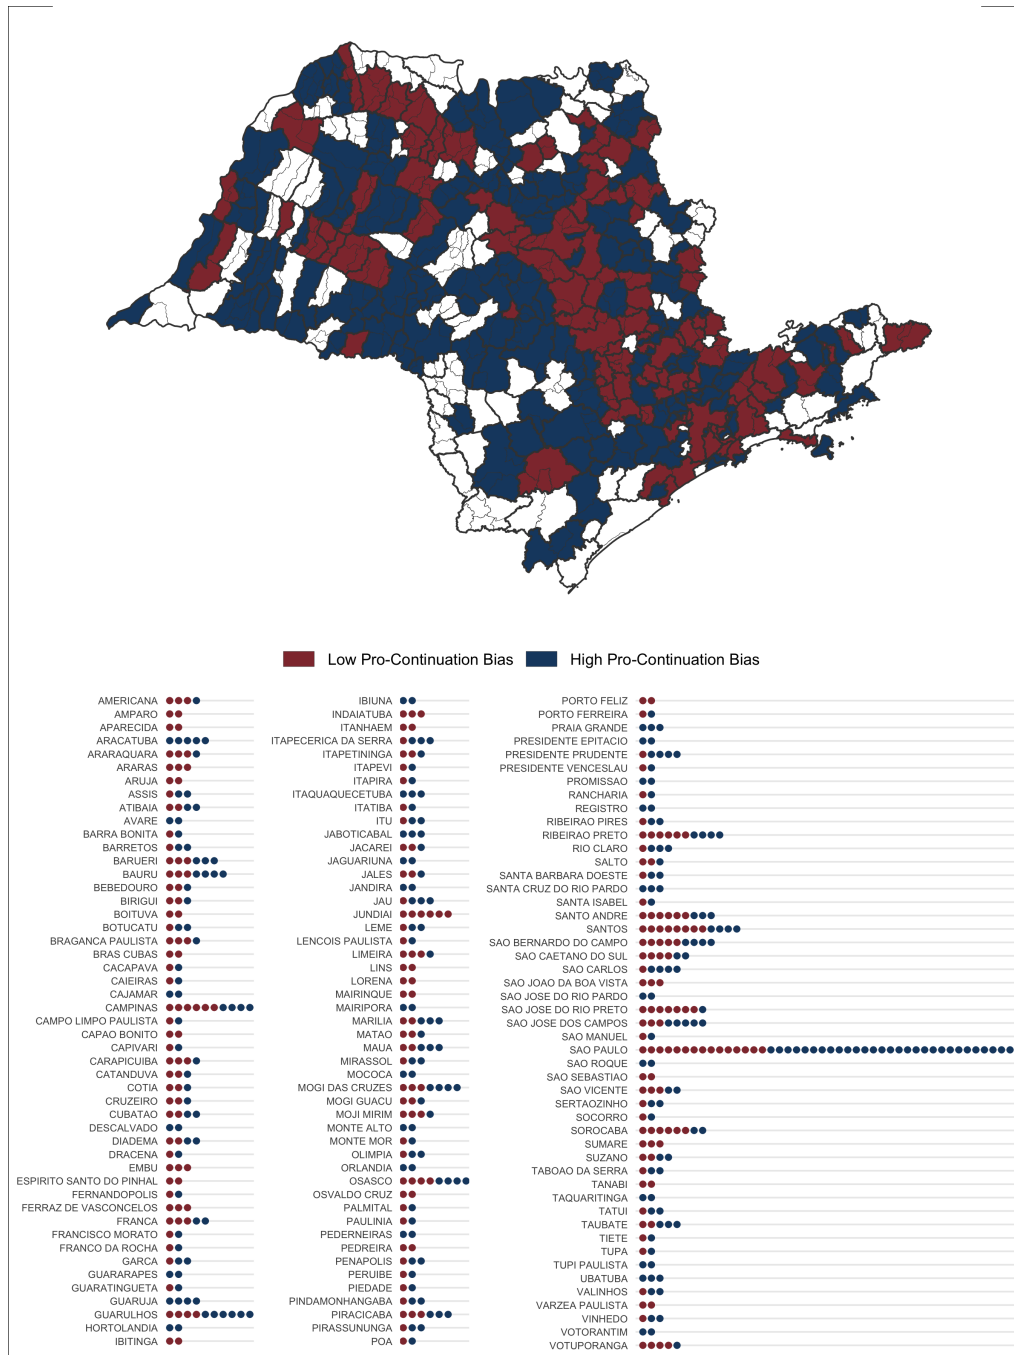 Low Pro-Continuation Bias
High Pro-Continuation Bias
AMERICANA
AMPARO
APARECIDA
ARACATUBA
ARARAQUARA
ARARAS
ARUJA
ASSIS
ATIBAIA
AVARE
BARRA BONITA
BARRETOS
BARUERI
BAURU
BEBEDOURO
BIRIGUI
BOITUVA
BOTUCATU
BRAGANCA PAULISTA
BRAS CUBAS
CACAPAVA
CAIEIRAS
CAJAMAR
CAMPINAS
CAMPO LIMPO PAULISTA
CAPAO BONITO
CAPIVARI
CARAPICUIBA
CATANDUVA
COTIA
CRUZEIRO
CUBATAO
DESCALVADO
DIADEMA
DRACENA
EMBU
ESPIRITO SANTO DO PINHAL
FERNANDOPOLIS
FERRAZ DE VASCONCELOS
FRANCA
FRANCISCO MORATO
FRANCO DA ROCHA
GARCA
GUARARAPES
GUARATINGUETA
GUARUJA
GUARULHOS
HORTOLANDIA
IBITINGA
IBIUNA
INDAIATUBA
ITANHAEM
ITAPECERICA DA SERRA
ITAPETININGA
ITAPEVI
ITAPIRA
ITAQUAQUECETUBA
ITATIBA
ITU
JABOTICABAL
JACAREI
JAGUARIUNA
JALES
JANDIRA
JAU
JUNDIAI
LEME
LENCOIS PAULISTA
LIMEIRA
LINS
LORENA
MAIRINQUE
MAIRIPORA
MARILIA
MATAO
MAUA
MIRASSOL
MOCOCA
MOGI DAS CRUZES
MOGI GUACU
MOJI MIRIM
MONTE ALTO
MONTE MOR
OLIMPIA
ORLANDIA
OSASCO
OSVALDO CRUZ
PALMITAL
PAULINIA
PEDERNEIRAS
PEDREIRA
PENAPOLIS
PERUIBE
PIEDADE
PINDAMONHANGABA
PIRACICABA
PIRASSUNUNGA
POA
PORTO FELIZ
PORTO FERREIRA
PRAIA GRANDE
PRESIDENTE EPITACIO
PRESIDENTE PRUDENTE
PRESIDENTE VENCESLAU
PROMISSAO
RANCHARIA
REGISTRO
RIBEIRAO PIRES
RIBEIRAO PRETO
RIO CLARO
SALTO
SANTA BARBARA DOESTE
SANTA CRUZ DO RIO PARDO
SANTA ISABEL
SANTO ANDRE
SANTOS
SAO BERNARDO DO CAMPO
SAO CAETANO DO SUL
SAO CARLOS
SAO JOAO DA BOA VISTA
SAO JOSE DO RIO PARDO
SAO JOSE DO RIO PRETO
SAO JOSE DOS CAMPOS
SAO MANUEL
SAO PAULO
SAO ROQUE
SAO SEBASTIAO
SAO VICENTE
SERTAOZINHO
SOCORRO
SOROCABA
SUMARE
SUZANO
TABOAO DA SERRA
TANABI
TAQUARITINGA
TATUI
TAUBATE
TIETE
TUPA
TUPI PAULISTA
UBATUBA
VALINHOS
VARZEA PAULISTA
VINHEDO
VOTORANTIM
VOTUPORANGA